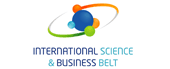 INTERNATIONAL SCIENCE
& BUSINESS BELT